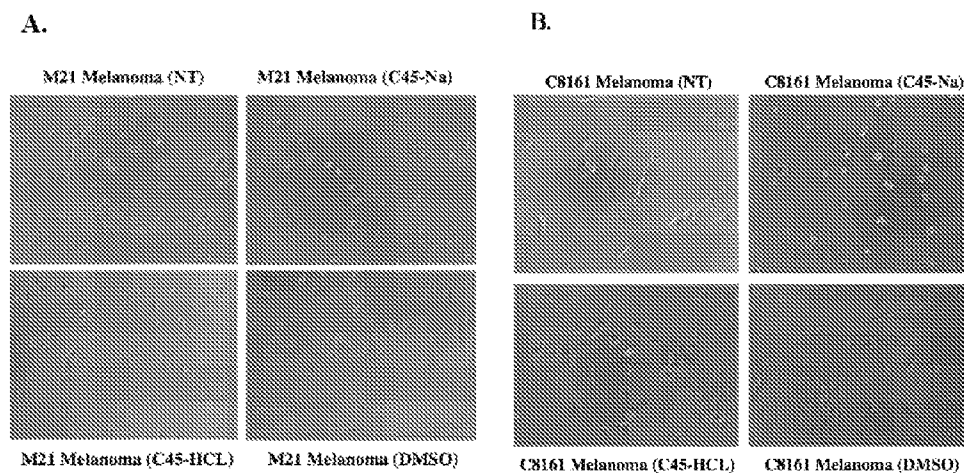 A.
M21 Melanoma (NT)
M21 Melanoma (C45-Na)
M21 Melanoma (C45-HCL)
M21 Melanoma (DMSO)
B.
C8161 Melanoma (NT)
C8161 Melanoma (C45-Na)
C8161 Melanoma (C45-HCL)
C8161 Melanoma (DMSO)